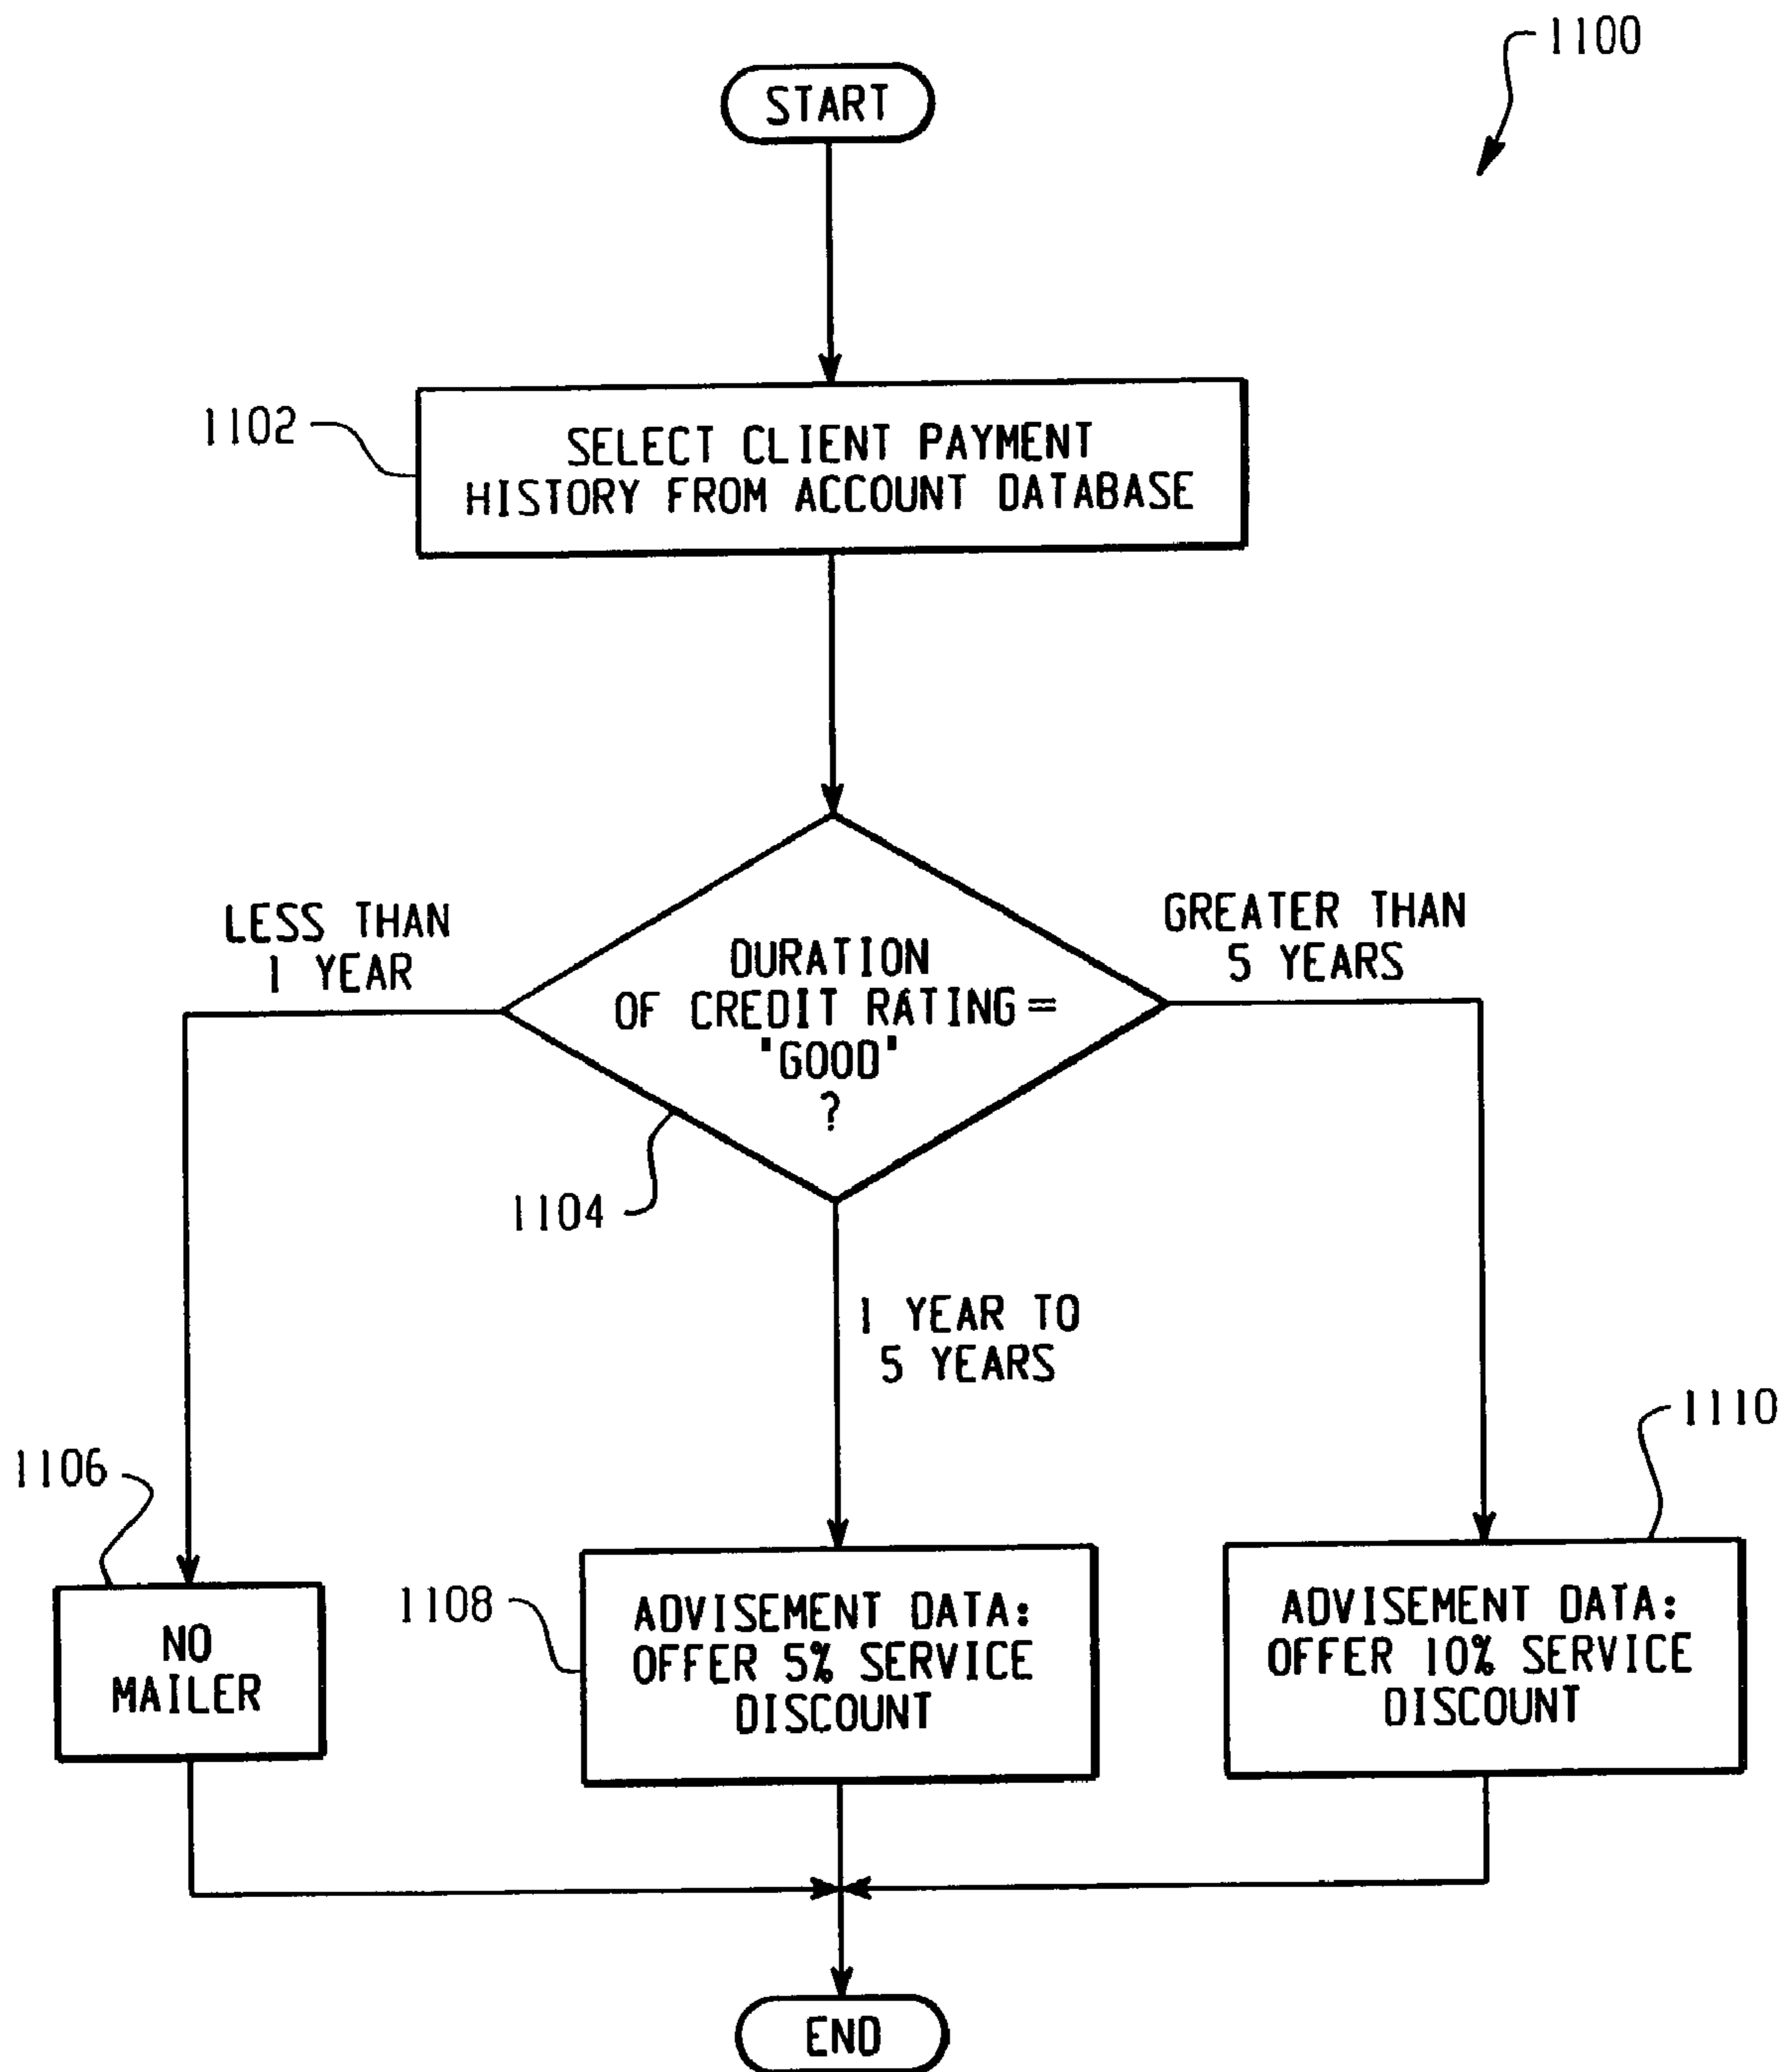 1100
START
1102
SELECT CLIENT PAYMENT
HISTORY FROM ACCOUNT DATABASE
LESS THAN
1 YEAR
GREATER THAN
5 YEARS
DURATION
OF CREDIT RATING =
"GOOD"
?
1104
1 YEAR TO
5 YEARS
1110
1106
1108
NO
MAILER
ADVISEMENT DATA:
OFFER 5% SERVICE
DISCOUNT
ADVISEMENT DATA:
OFFER 10% SERVICE
DISCOUNT
END